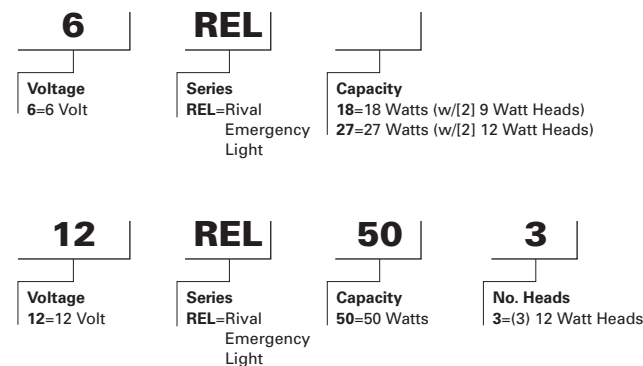 6 REL
Voltage
6=6 Volt
Series
REL=Rival
Emergency
Light
Capacity
18=18 Watts (w/[2] 9 Watt Heads)
27=27 Watts (w/[2] 12 Watt Heads)
12 REL 50 3
Voltage
12=12 Volt
Series
REL=Rival
Emergency
Light
Capacity
50=50 Watts
No. Heads
3=(3) 12 Watt Heads